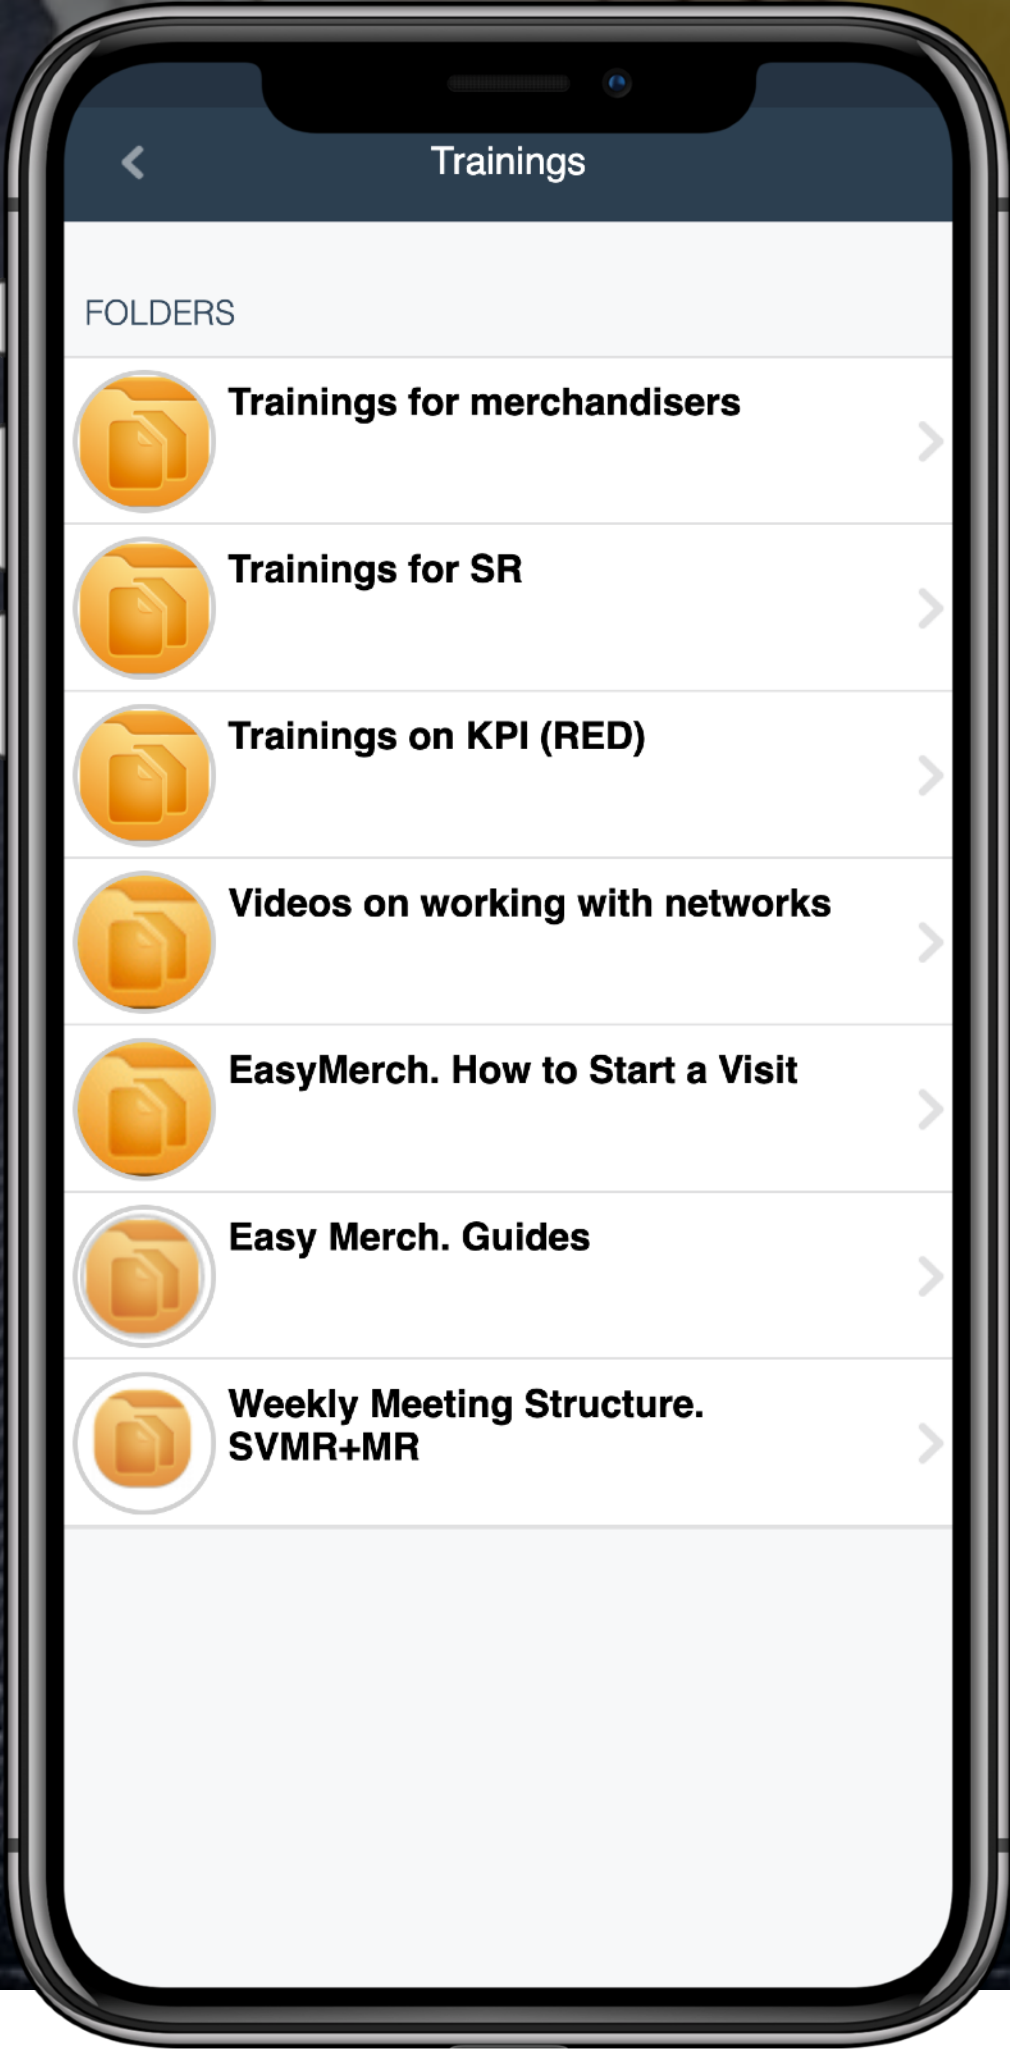 Trainings
FOLDERS
Trainings for merchandisers
Trainings for SR
Trainings on KPI (RED)
Videos on working with networks
EasyMerch. How to Start a Visit
Easy Merch. Guides
Weekly Meeting Structure.
SVMR+MR